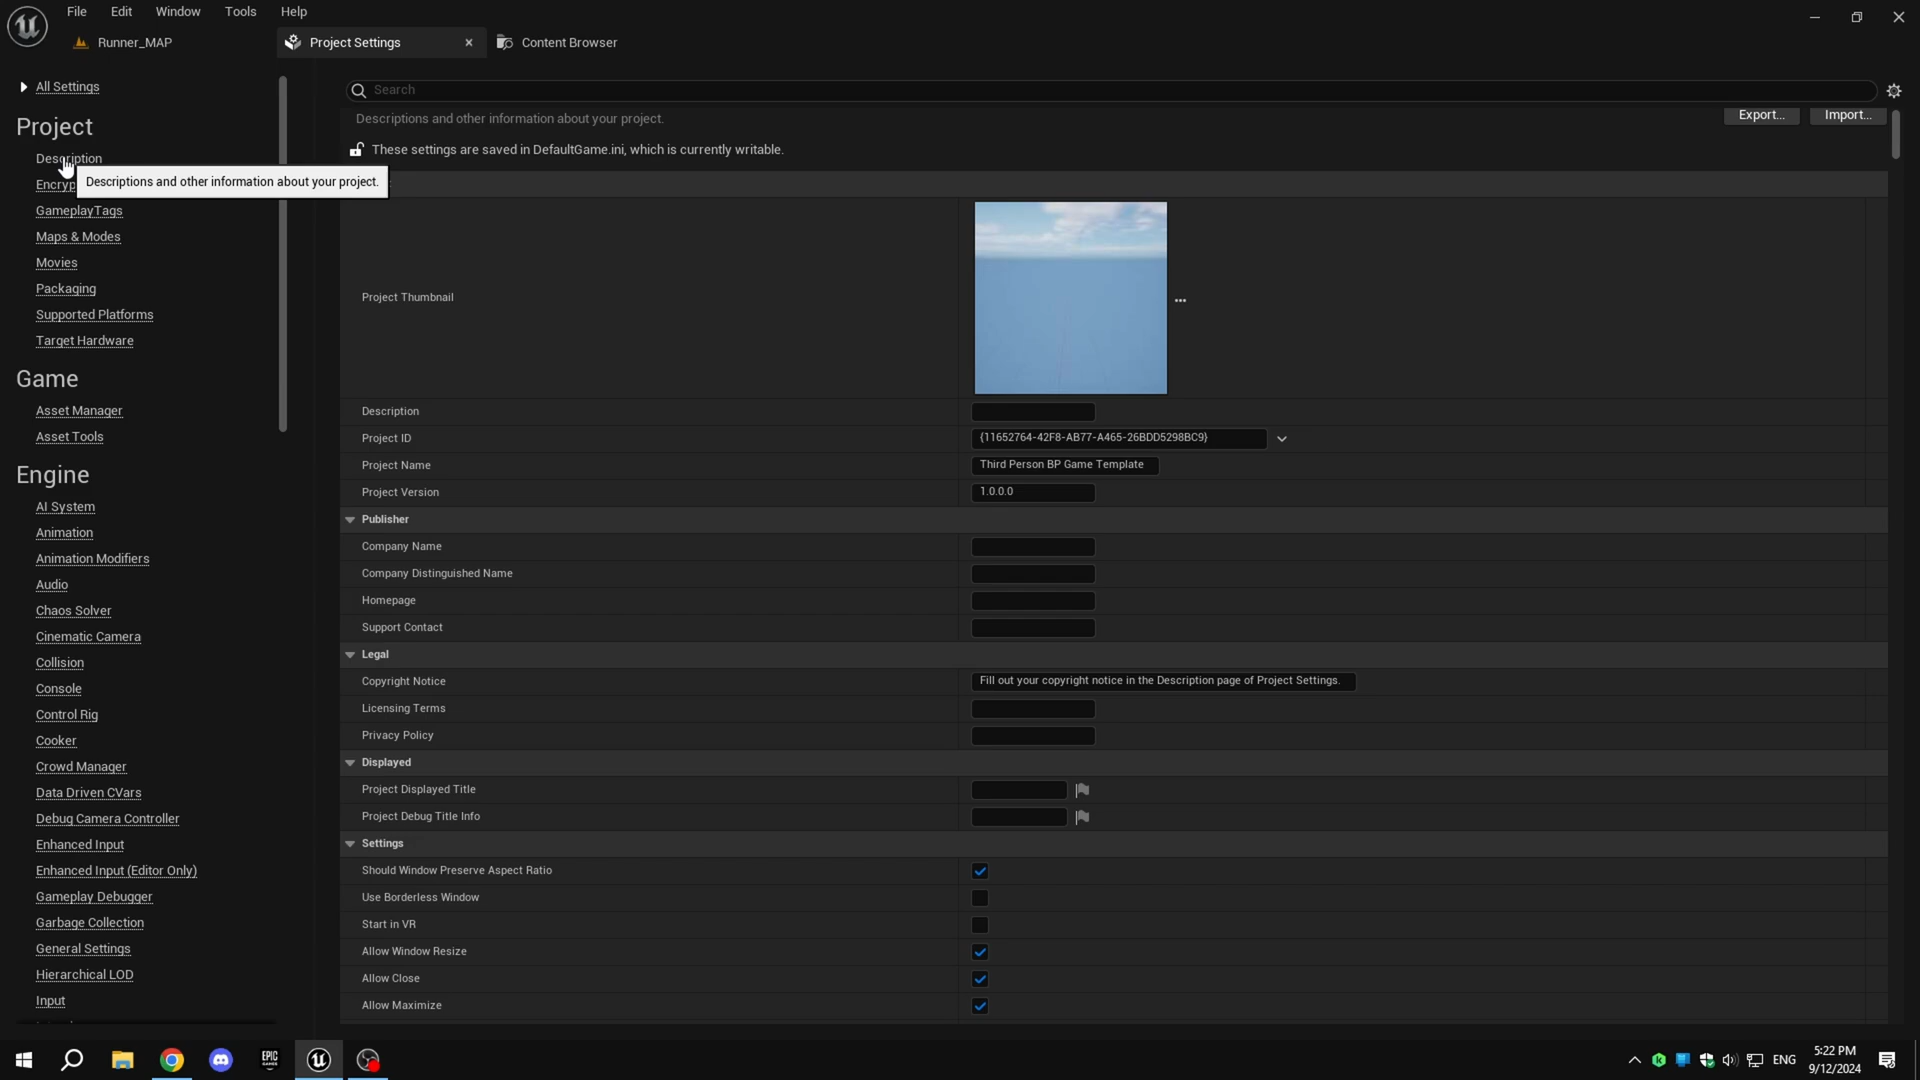 File Edit Window Tools Help
Runner_MAP
Project Settings
Content Browser
All Settings
Project
Description
Encryp
Descriptions and other information about your project.
GameplayTags
Maps & Modes
Movies
Packaging
Supported Platforms
Target Hardware
Game
Asset Manager
Asset Tools
Engine
AI System
Animation
Animation Modifiers
Audio
Chaos Solver
Cinematic Camera
Collision
Console
Control Rig
Cooker
Crowd Manager
Data Driven CVars
Debug Camera Controller
Enhanced Input
Enhanced Input (Editor Only)
Gameplay Debugger
Garbage Collection
General Settings
Hierarchical LOD
Input
Search
Descriptions and other information about your project.
Export...
Import...
These settings are saved in DefaultGame.ini, which is currently writable.
Project Thumbnail
Description
Project ID {11652764-42F8-AB77-A465-26BDD5298BC9}
Project Name Third Person BP Game Template
Project Version 1.0.0.0
Publisher
Company Name
Company Distinguished Name
Homepage
Support Contact
Legal
Copyright Notice Fill out your copyright notice in the Description page of Project Settings.
Licensing Terms
Privacy Policy
Displayed
Project Displayed Title
Project Debug Title Info
Settings
Should Window Preserve Aspect Ratio
Use Borderless Window
Start in VR
Allow Window Resize
Allow Close
Allow Maximize
EPIC
GAMES
ENG
5:22 PM
9/12/2024